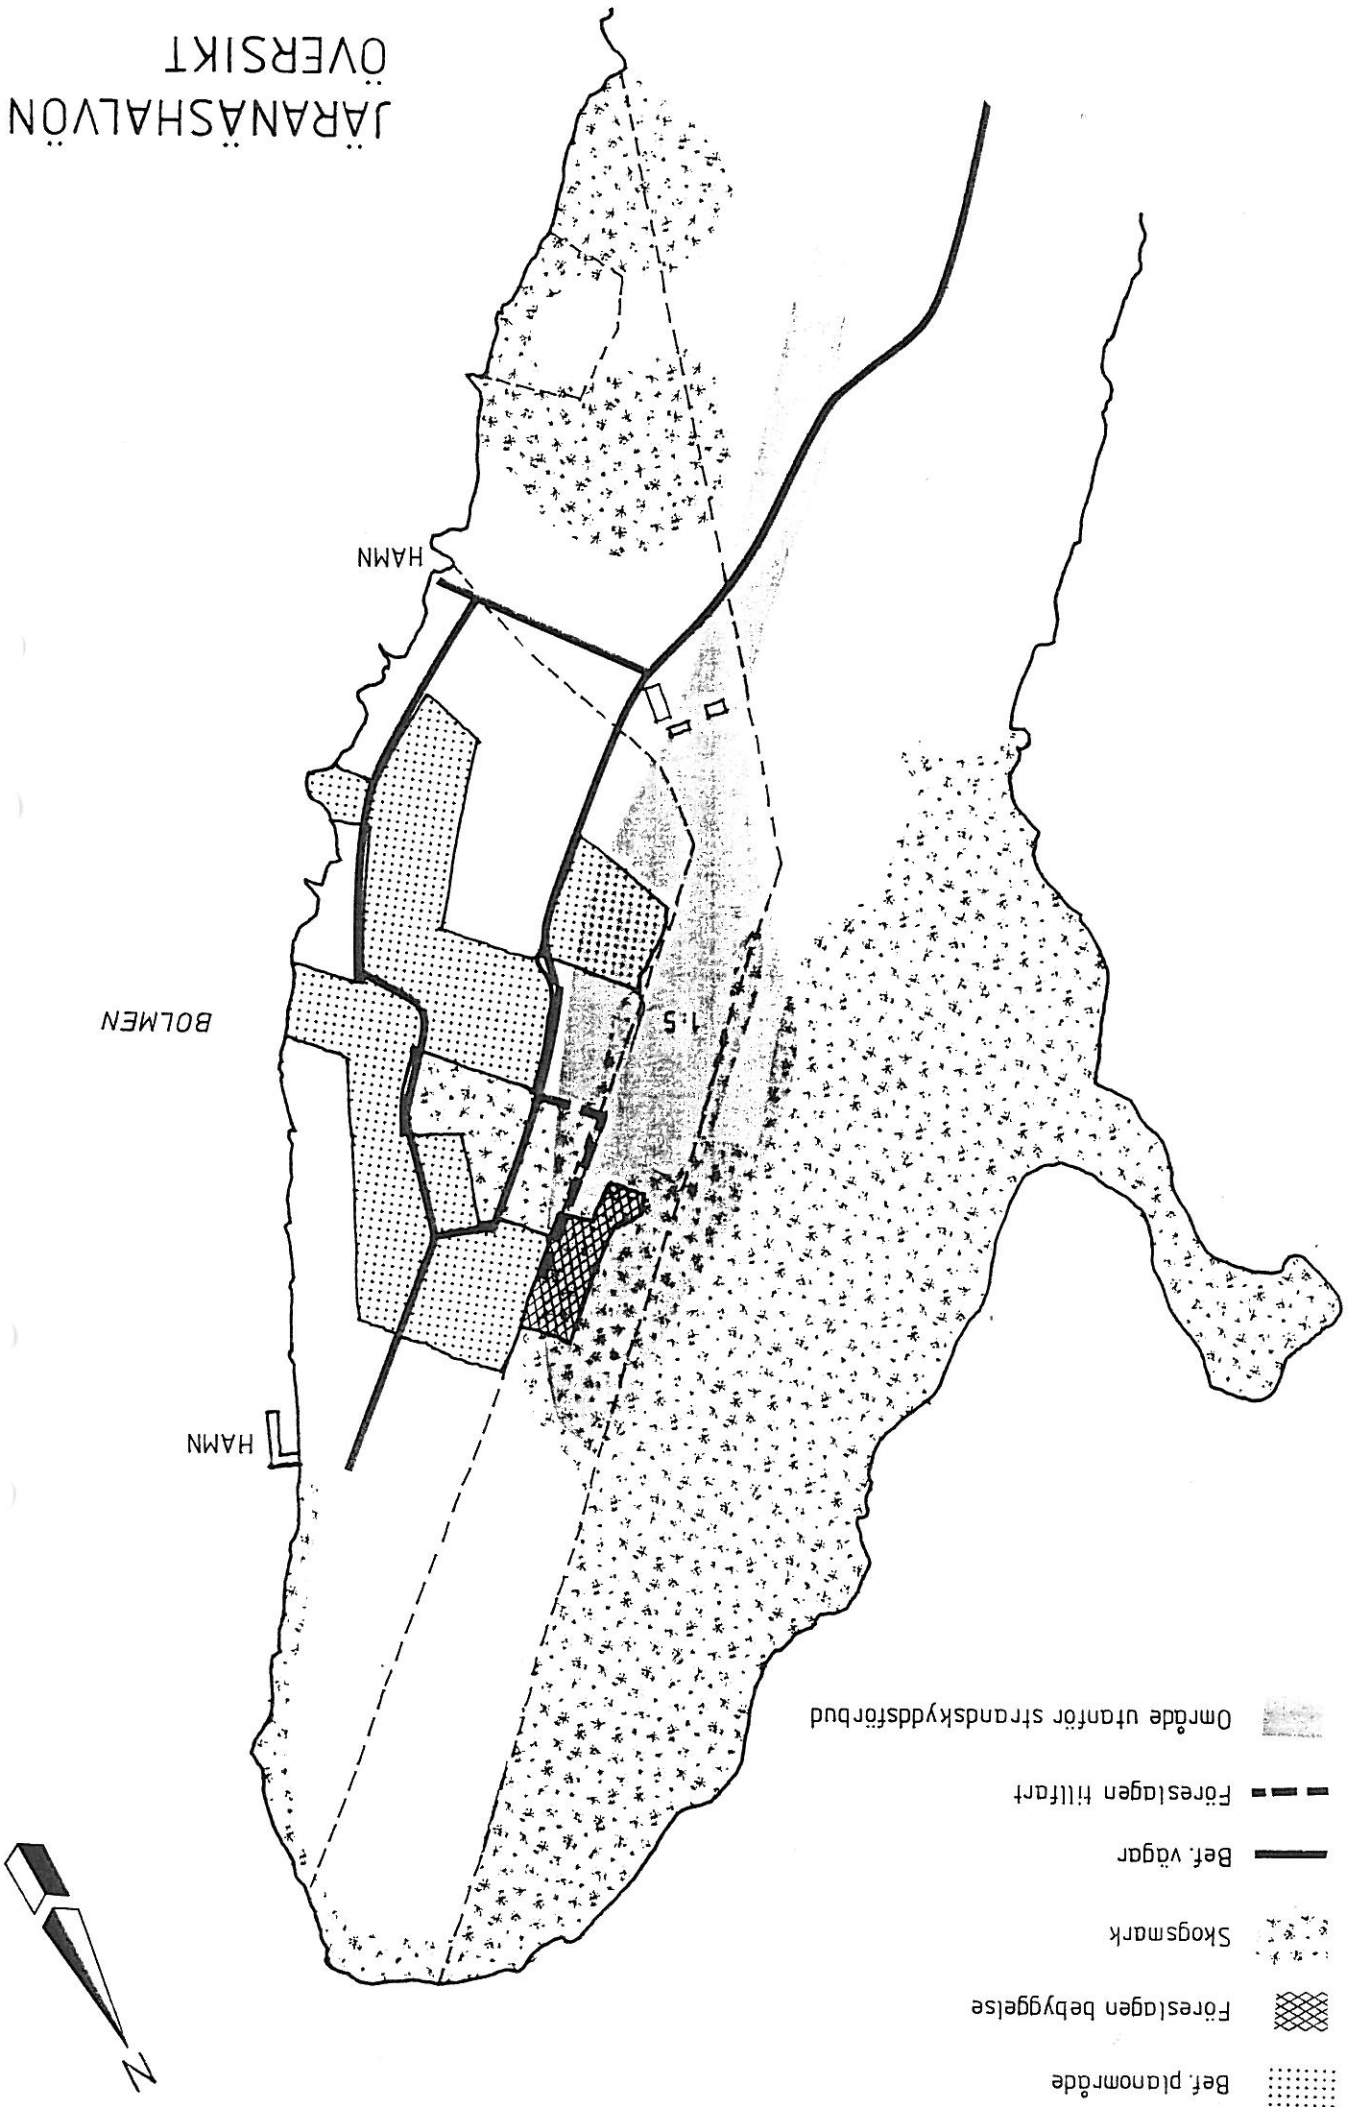 Bef. planområde
Föreslagen bebyggelse
Skogsmark
Bef. vägar
Föreslagen tillfart
Område utanför strandskyddsförbud
N
HAMN
1:5
BOLMEN
HAMN
JÄRANÄSHALVÖN
ÖVERSIKT